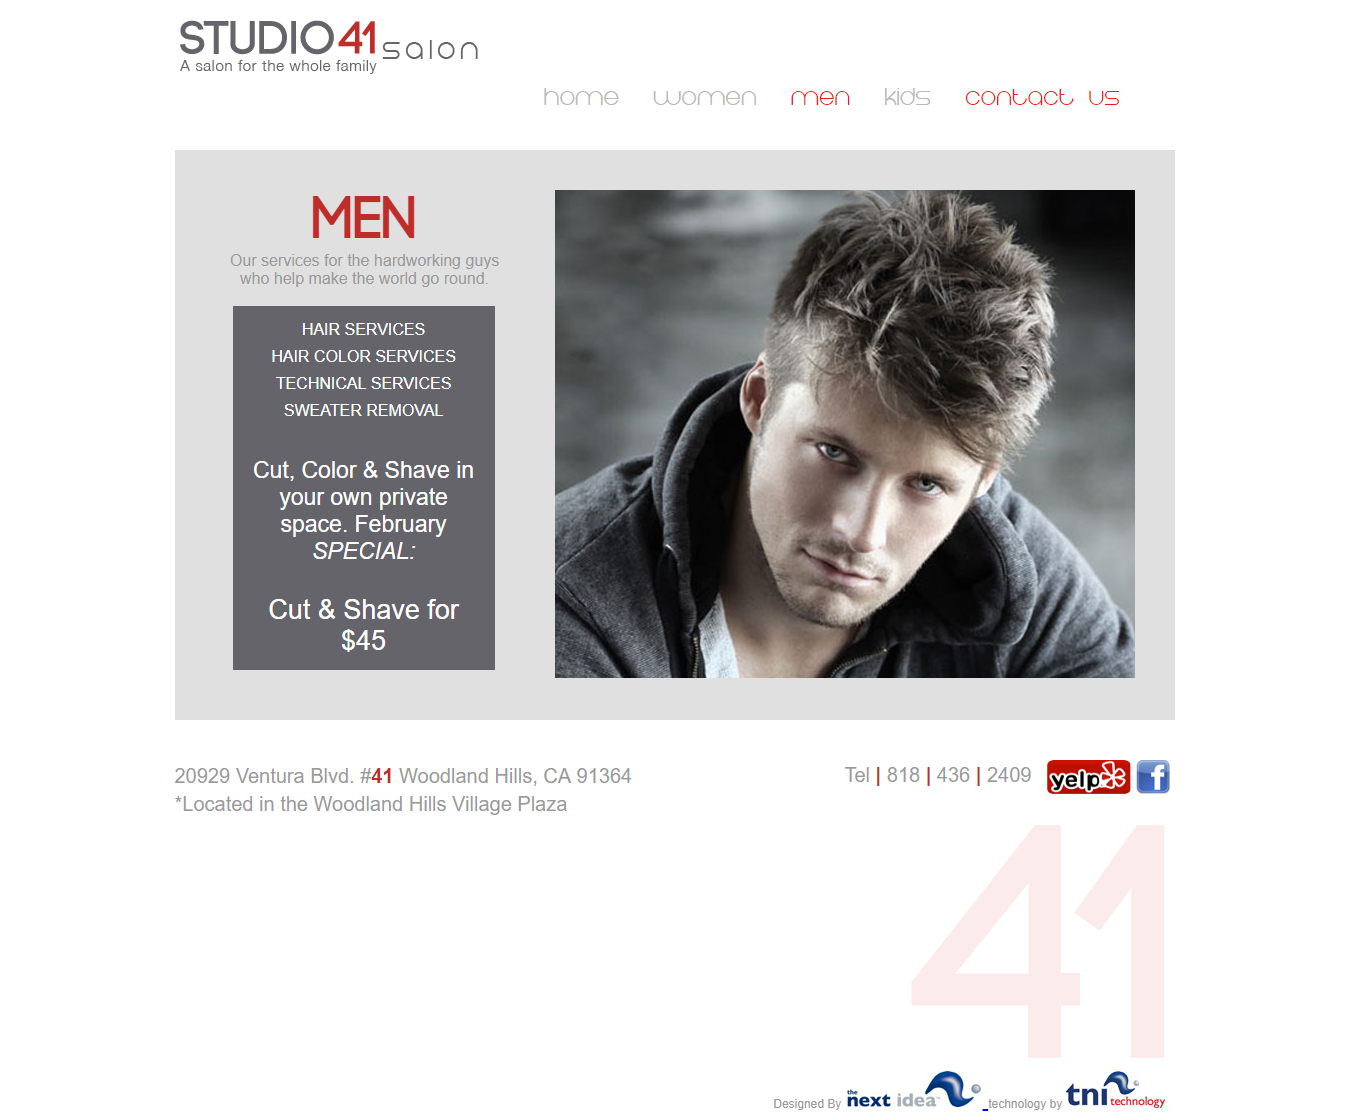 STUDIO 41 salon
A salon for the whole family
home women men kids contact us
MEN
Our services for the hardworking guys
who help make the world go round.
HAIR SERVICES
HAIR COLOR SERVICES
TECHNICAL SERVICES
SWEATER REMOVAL
Cut, Color & Shave in
your own private
space. February
SPECIAL:
Cut & Shave for
$45
20929 Ventura Blvd. #41 Woodland Hills, CA 91364
*Located in the Woodland Hills Village Plaza
Tel | 818 | 436 | 2409 yelp f
41
Designed By the next idea™ technology by tni technology